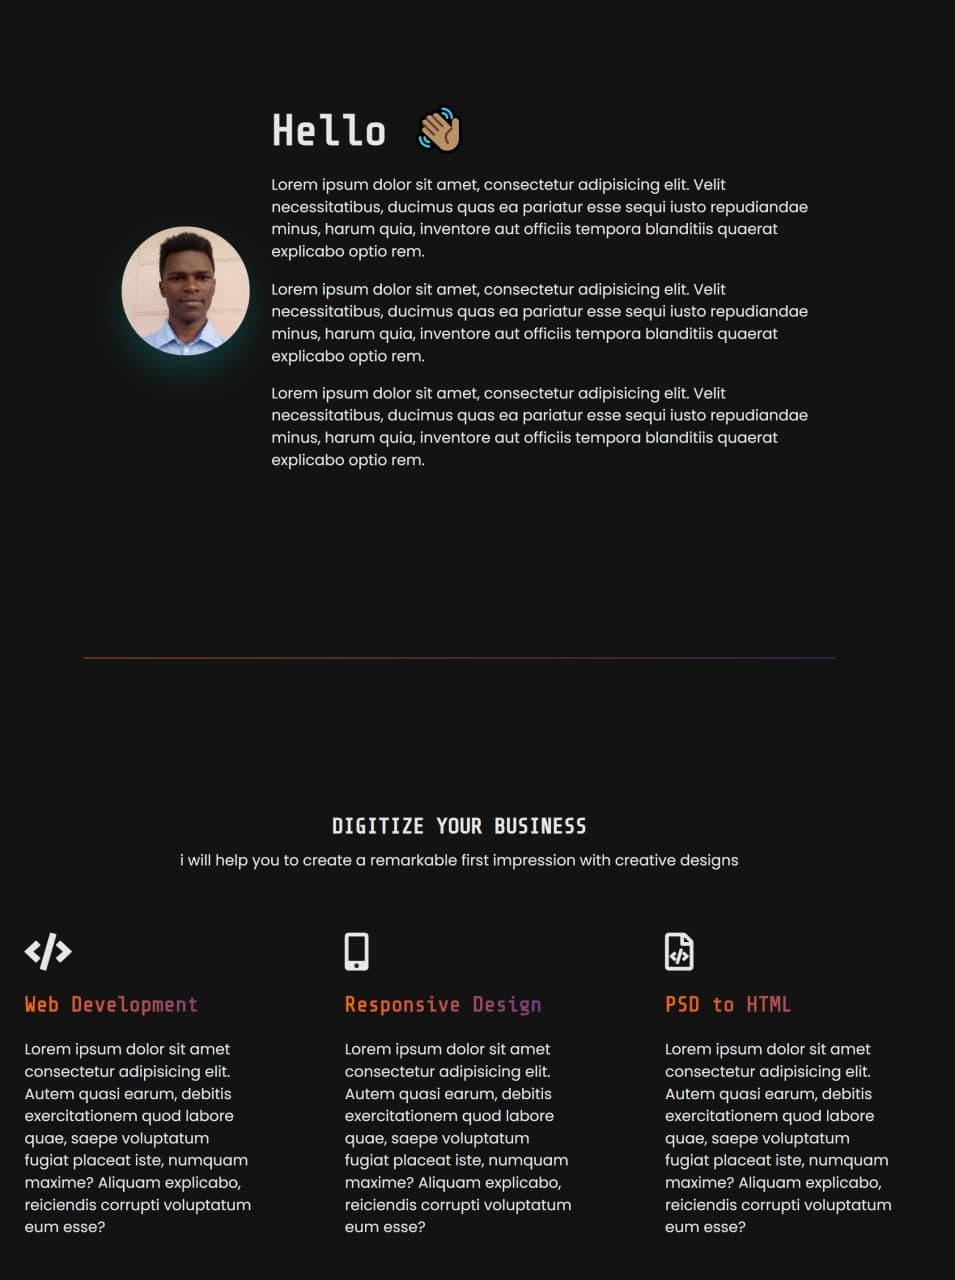 Hello 👋🏽
Lorem ipsum dolor sit amet, consectetur adipisicing elit. Velit
necessitatibus, ducimus quas ea pariatur esse sequi iusto repudiandae
minus, harum quia, inventore aut officiis tempora blanditiis quaerat
explicabo optio rem.
Lorem ipsum dolor sit amet, consectetur adipisicing elit. Velit
necessitatibus, ducimus quas ea pariatur esse sequi iusto repudiandae
minus, harum quia, inventore aut officiis tempora blanditiis quaerat
explicabo optio rem.
Lorem ipsum dolor sit amet, consectetur adipisicing elit. Velit
necessitatibus, ducimus quas ea pariatur esse sequi iusto repudiandae
minus, harum quia, inventore aut officiis tempora blanditiis quaerat
explicabo optio rem.
DIGITIZE YOUR BUSINESS
i will help you to create a remarkable first impression with creative designs
Web Development
Lorem ipsum dolor sit amet
consectetur adipisicing elit.
Autem quasi earum, debitis
exercitationem quod labore
quae, saepe voluptatum
fugiat placeat iste, numquam
maxime? Aliquam explicabo,
reiciendis corrupti voluptatum
eum esse?
Responsive Design
Lorem ipsum dolor sit amet
consectetur adipisicing elit.
Autem quasi earum, debitis
exercitationem quod labore
quae, saepe voluptatum
fugiat placeat iste, numquam
maxime? Aliquam explicabo,
reiciendis corrupti voluptatum
eum esse?
PSD to HTML
Lorem ipsum dolor sit amet
consectetur adipisicing elit.
Autem quasi earum, debitis
exercitationem quod labore
quae, saepe voluptatum
fugiat placeat iste, numquam
maxime? Aliquam explicabo,
reiciendis corrupti voluptatum
eum esse?